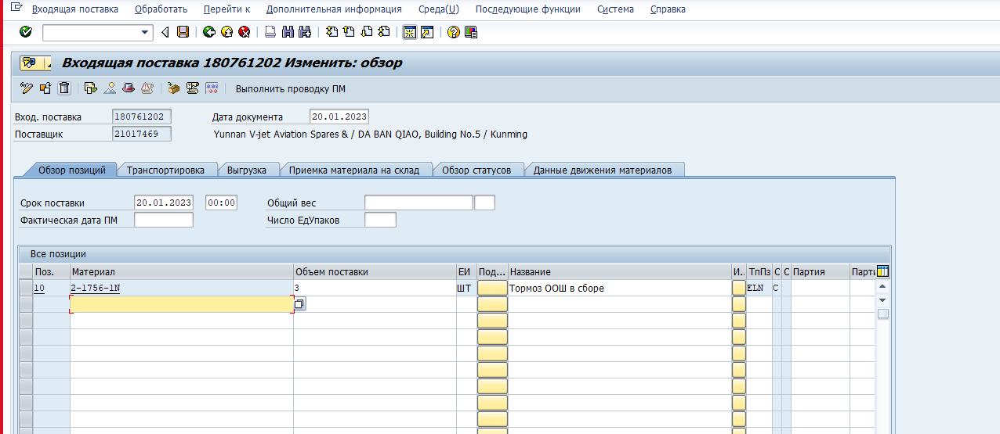 Входящая поставка Обработать Перейти к Дополнительная информация Среда(U) Последующие функции Система Справка
Входящая поставка 180761202 Изменить: обзор
Выполнить проводку ПМ
Вход. поставка 180761202 Дата документа 20.01.2023
Поставщик 21017469 Yunnan V-jet Aviation Spares & / DA BAN QIAO, Building No.5 / Kunming
Обзор позиций Транспортировка Выгрузка Приемка материала на склад Обзор статусов Данные движения материалов
Срок поставки 20.01.2023 00:00 Общий вес
Фактическая дата ПМ Число ЕдУпаков
Все позиции
Поз. Материал Объем поставки ЕИ Под... Название И.. ТпПз С С Партия Парти
10 2-1756-1N 3 ШТ Тормоз ООШ в сборе ELN C